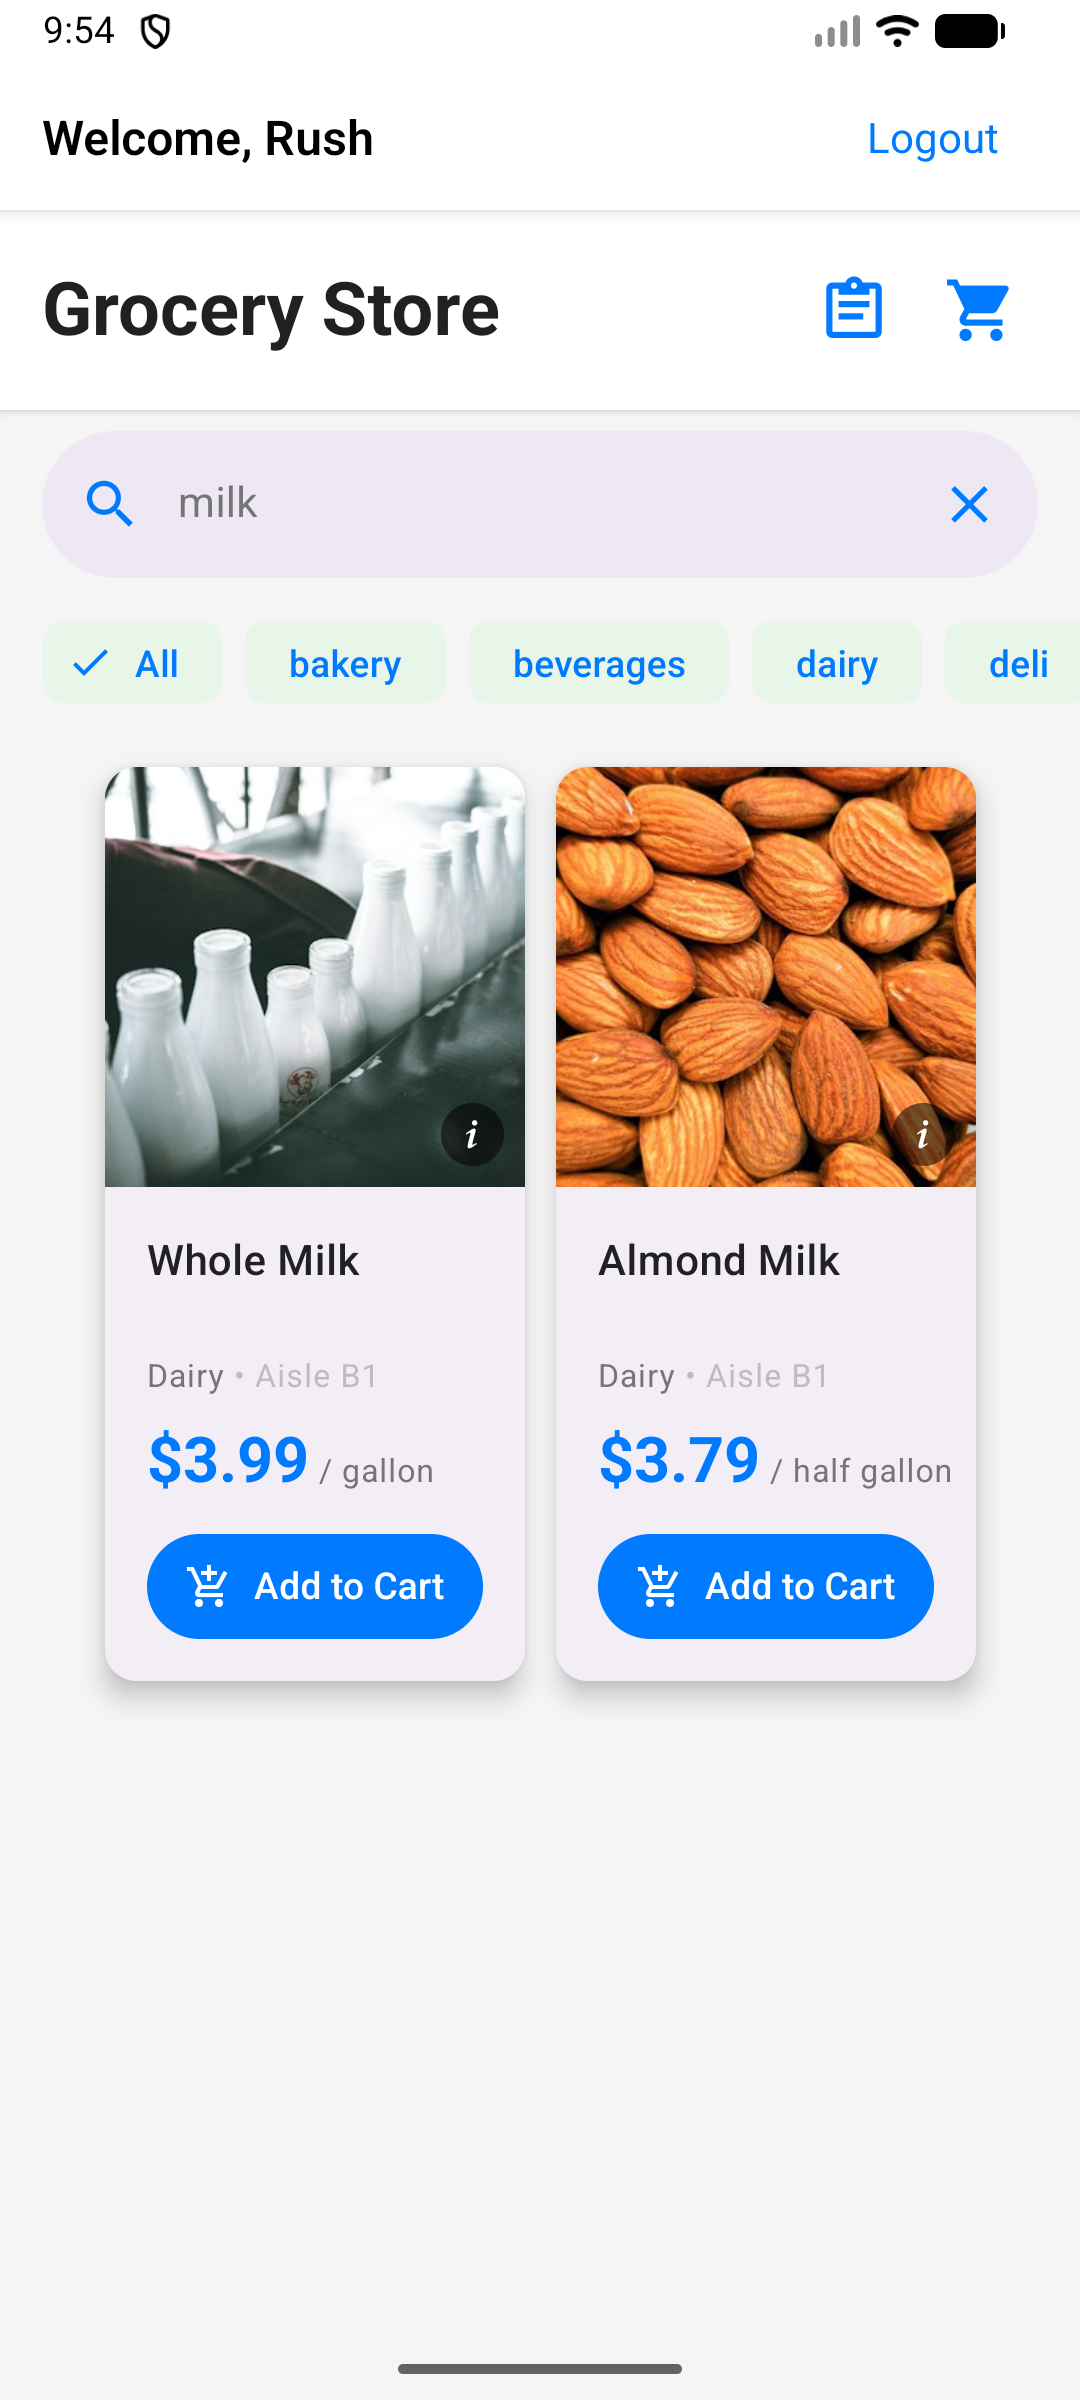 9:54
Welcome, Rush
Logout
Grocery Store
milk
All
bakery
beverages
dairy
deli
i
i
Whole Milk
Dairy • Aisle B1
$3.99 / gallon
Add to Cart
Almond Milk
Dairy • Aisle B1
$3.79 / half gallon
Add to Cart